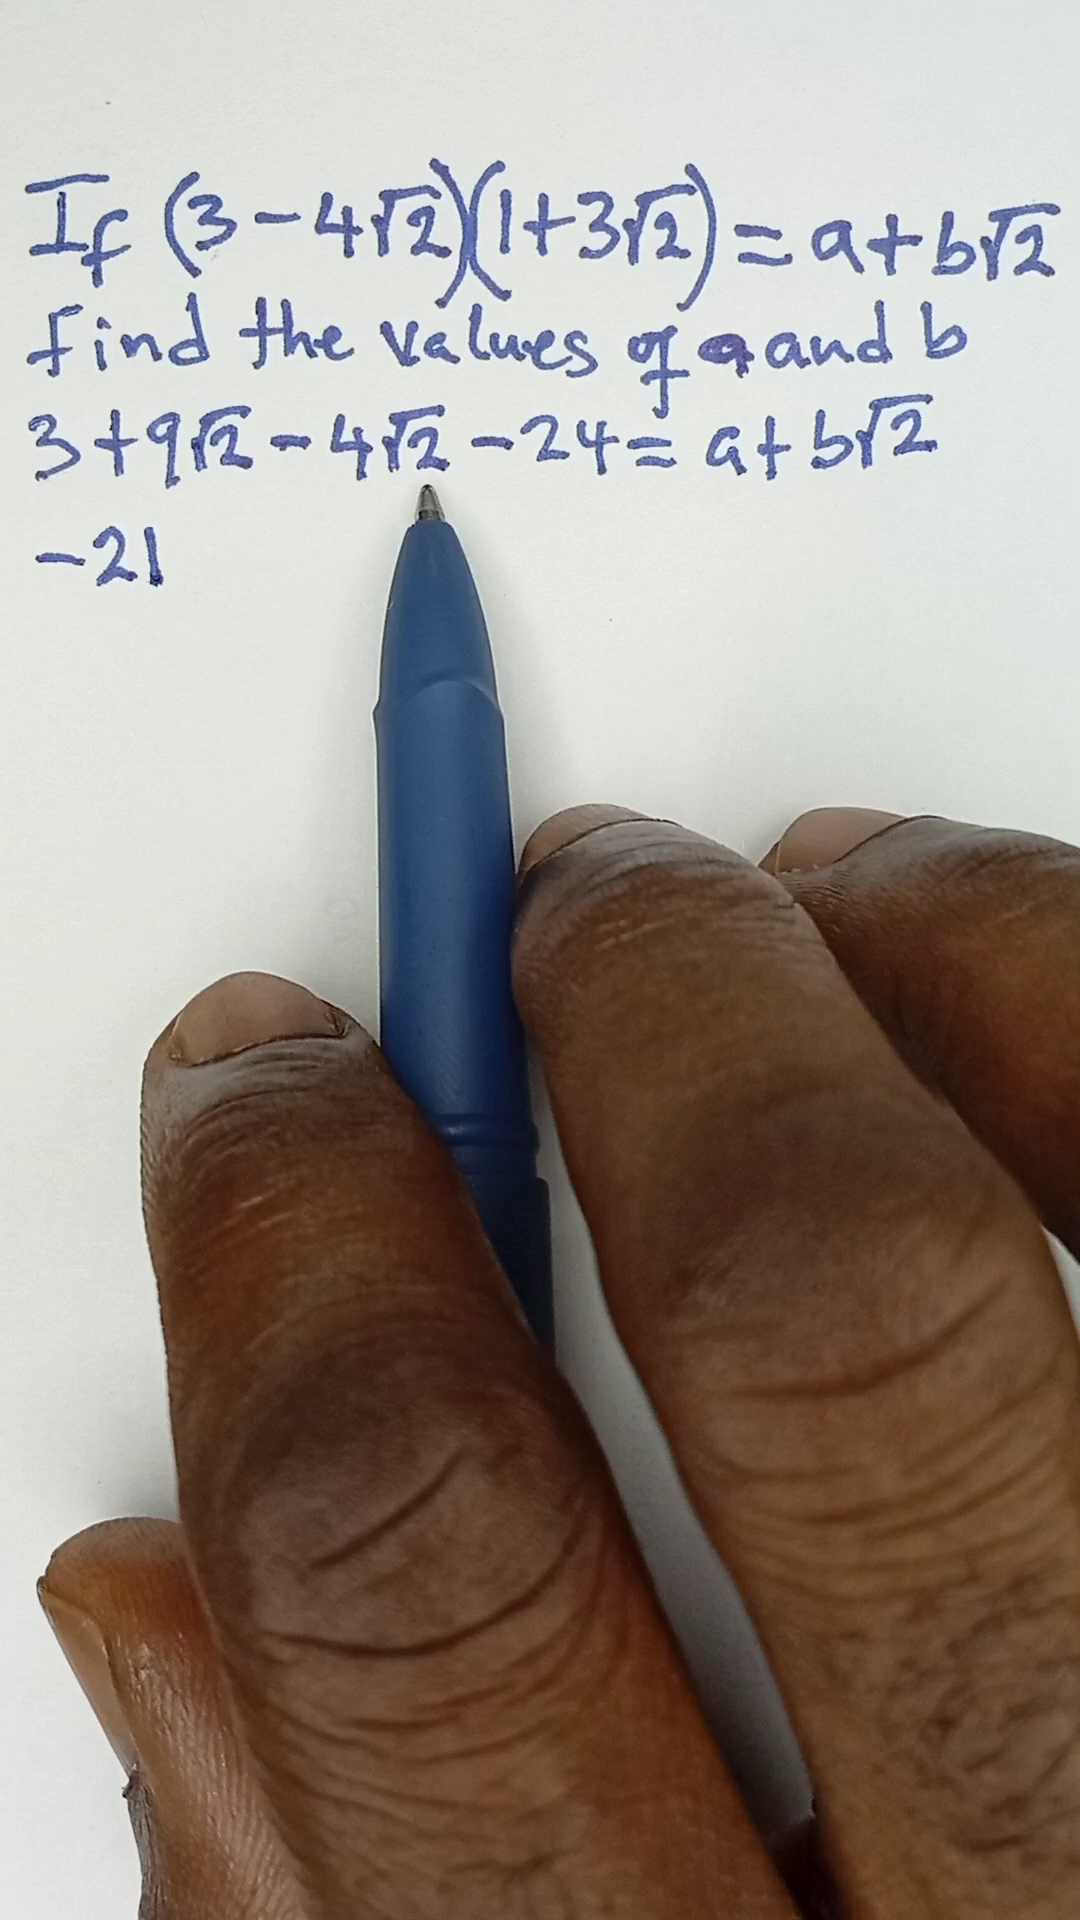 If (3-4√2)(1+3√2) = a+b√2
find the values of a and b
3+9√2-4√2-24= a+b√2
-21